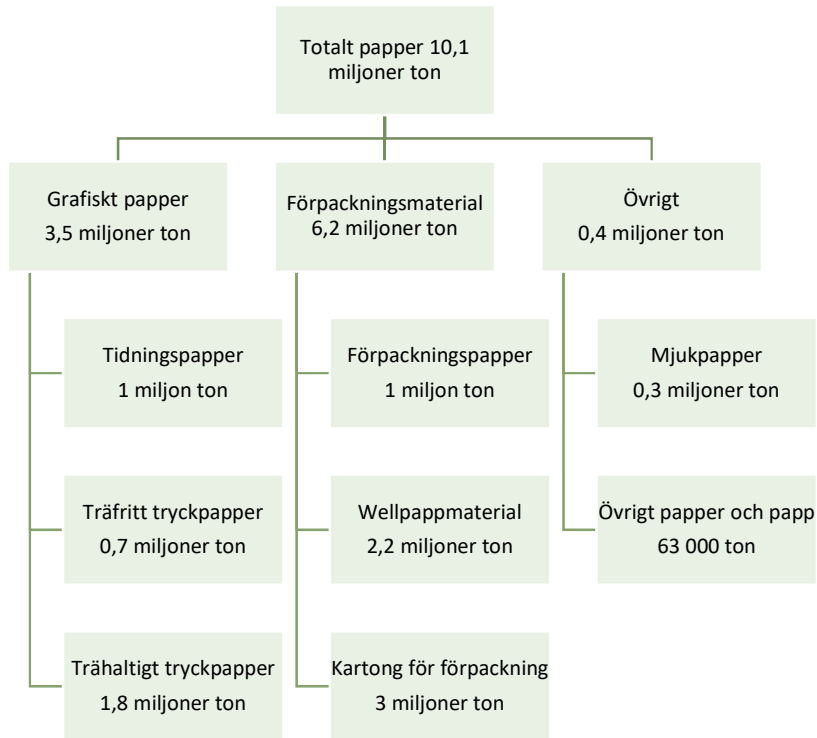 Totalt papper 10,1
miljoner ton
Grafiskt papper
3,5 miljoner ton
Förpackningsmaterial
6,2 miljoner ton
Övrigt
0,4 miljoner ton
Tidningspapper
1 miljon ton
Förpackningspapper
1 miljon ton
Mjukpapper
0,3 miljoner ton
Träfritt tryckpapper
0,7 miljoner ton
Wellpappmaterial
2,2 miljoner ton
Övrigt papper och papp
63 000 ton
Trähaltigt tryckpapper
1,8 miljoner ton
Kartong för förpackning
3 miljoner ton